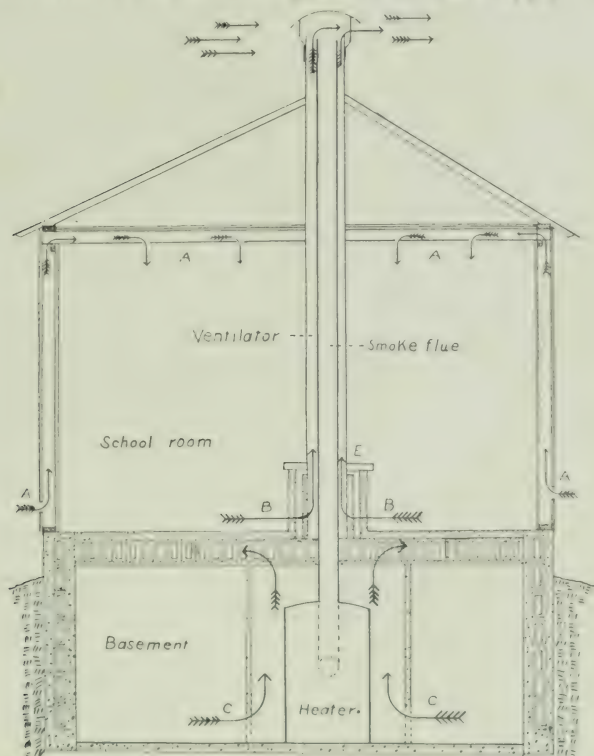 A A
Ventilator Smoke flue
School room E
A A
B B
Basement
C C
Heater.